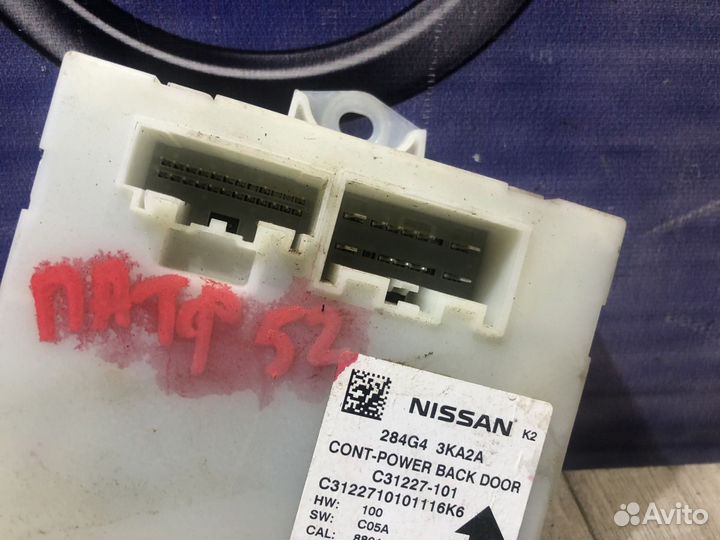 ПАТФ 52
NISSAN K2
284G4 3KA2A
CONT-POWER BACK DOOR
C31227-101
C3122710101116K6
HW: 100
SW: C05A
CAL:
Avito